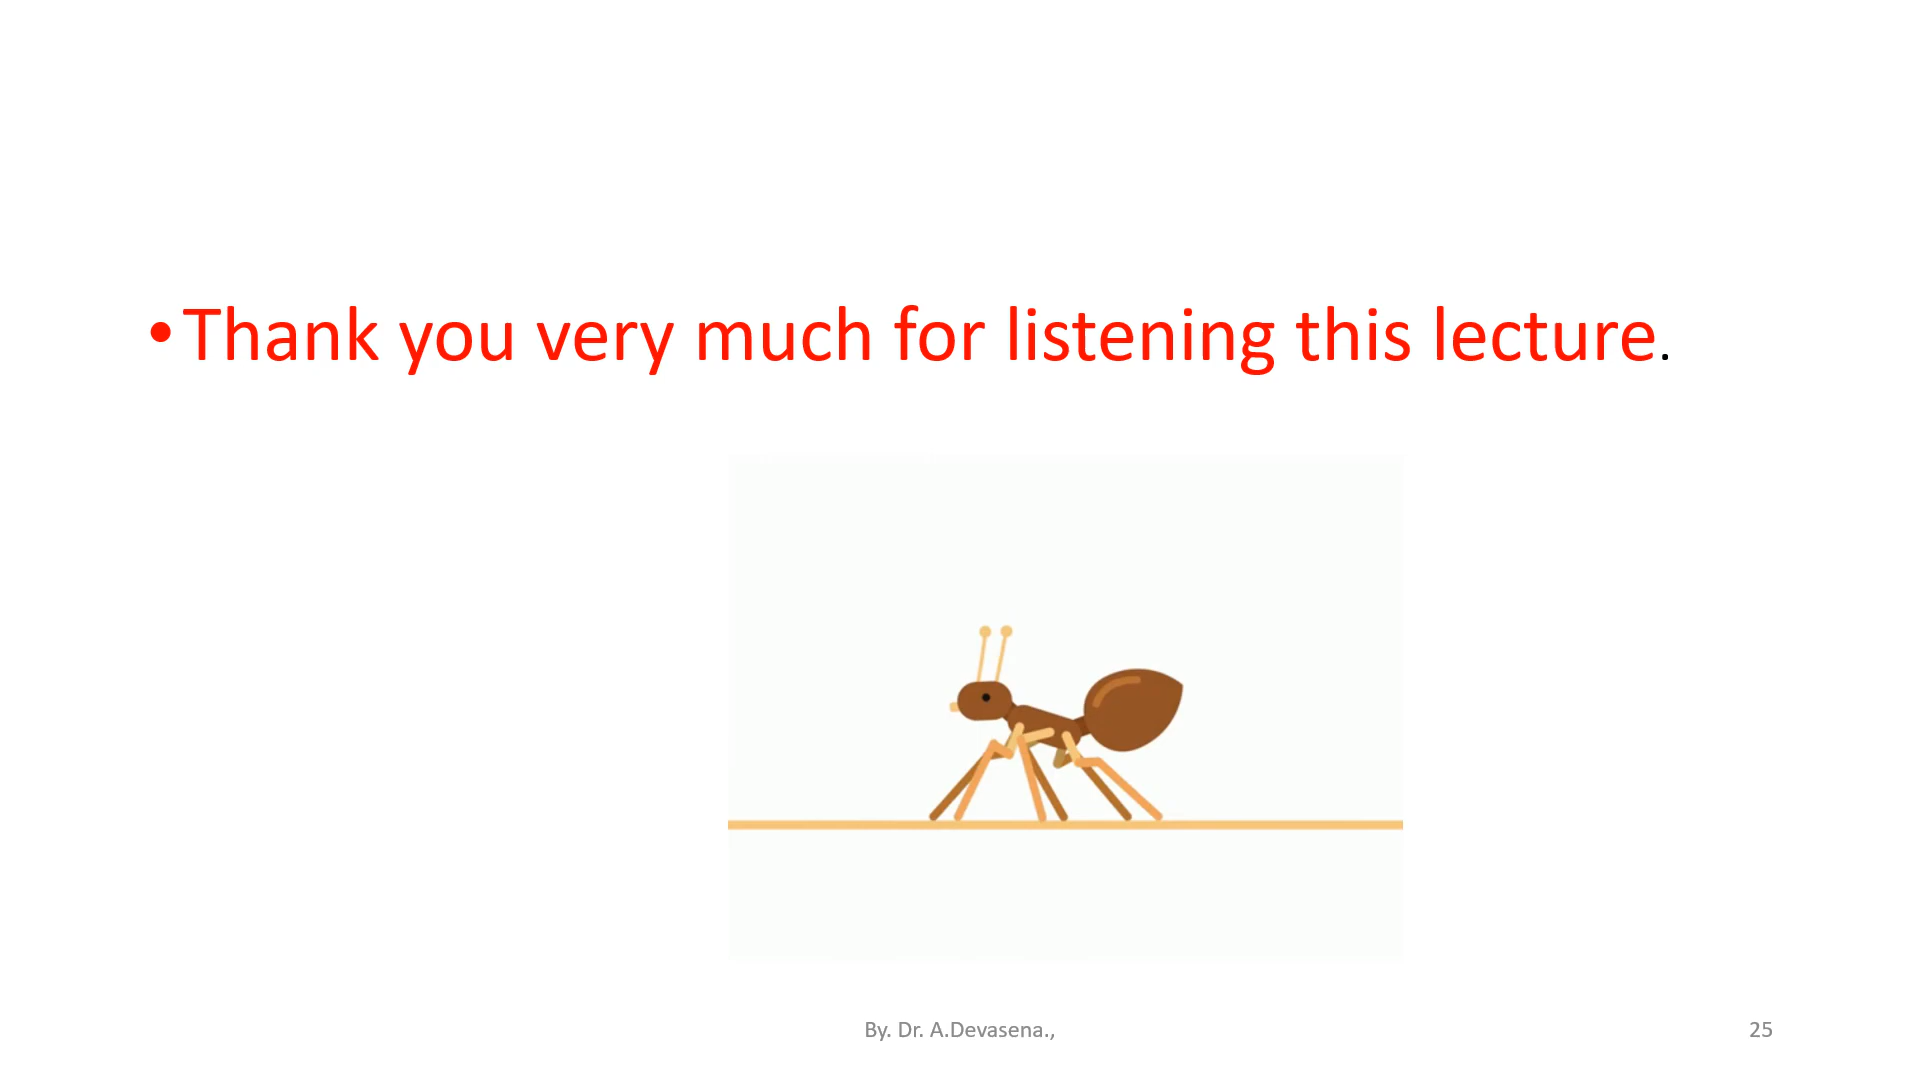 • Thank you very much for listening this lecture.
By. Dr. A.Devasena.,
25